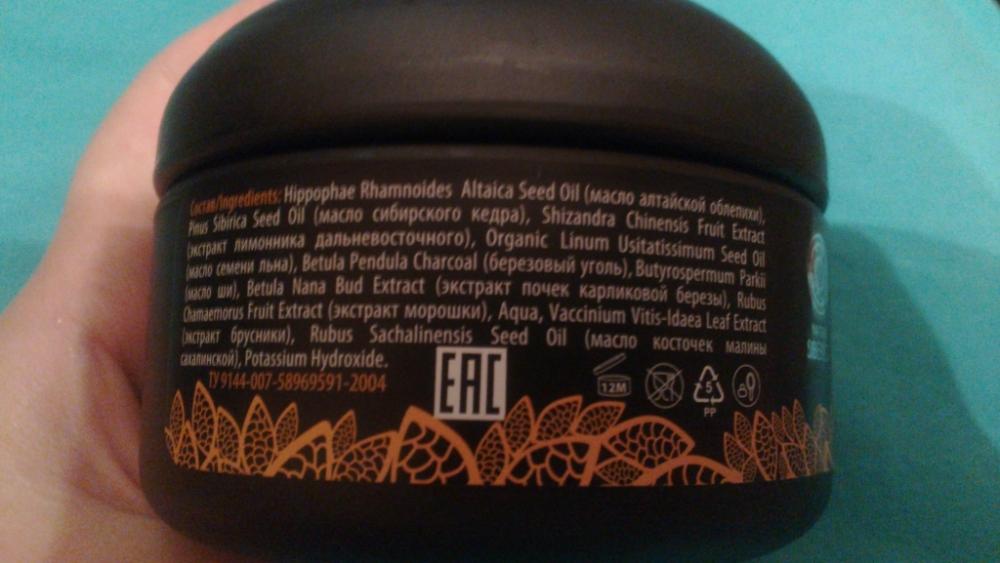 Состав/Ingredients: Hippophae Rhamnoides Altaica Seed Oil (масло алтайской облепихи),
Pinus Sibirica Seed Oil (масло сибирского кедра), Shizandra Chinensis Fruit Extract
(экстракт лимонника дальневосточного), Organic Linum Usitatissimum Seed Oil
(масло семени льна), Betula Pendula Charcoal (березовый уголь), Butyrospermum Parkii
(масло ши), Betula Nana Bud Extract (экстракт почек карликовой березы), Rubus
Chamaemorus Fruit Extract (экстракт морошки), Aqua, Vaccinium Vitis-Idaea Leaf Extract
(экстракт брусники), Rubus Sachalinensis Seed Oil (масло косточек малины
сахалинской), Potassium Hydroxide.
ТУ 9144-007-58969591-2004
EAC
12M
5
PP